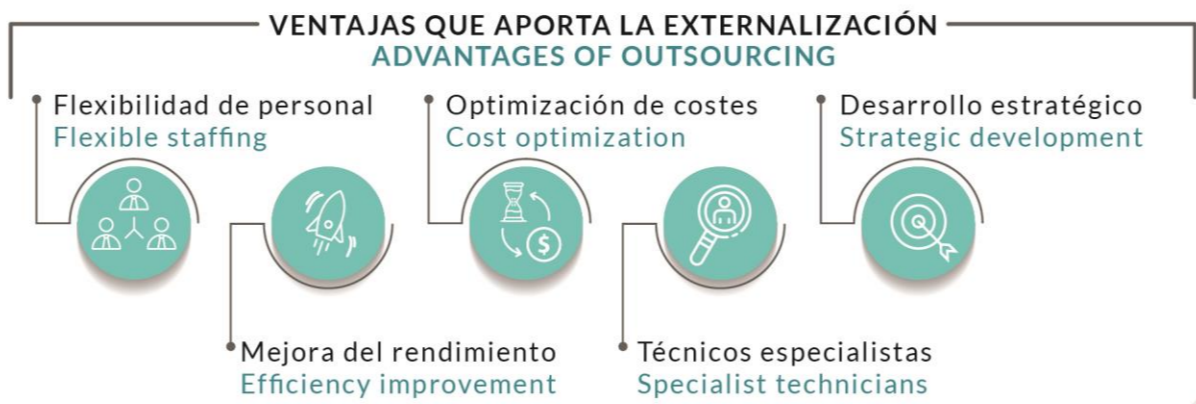 VENTAJAS QUE APORTA LA EXTERNALIZACIÓN
ADVANTAGES OF OUTSOURCING
Flexibilidad de personal
Flexible staffing
Optimización de costes
Cost optimization
Desarrollo estratégico
Strategic development
$
Mejora del rendimiento
Efficiency improvement
Técnicos especialistas
Specialist technicians